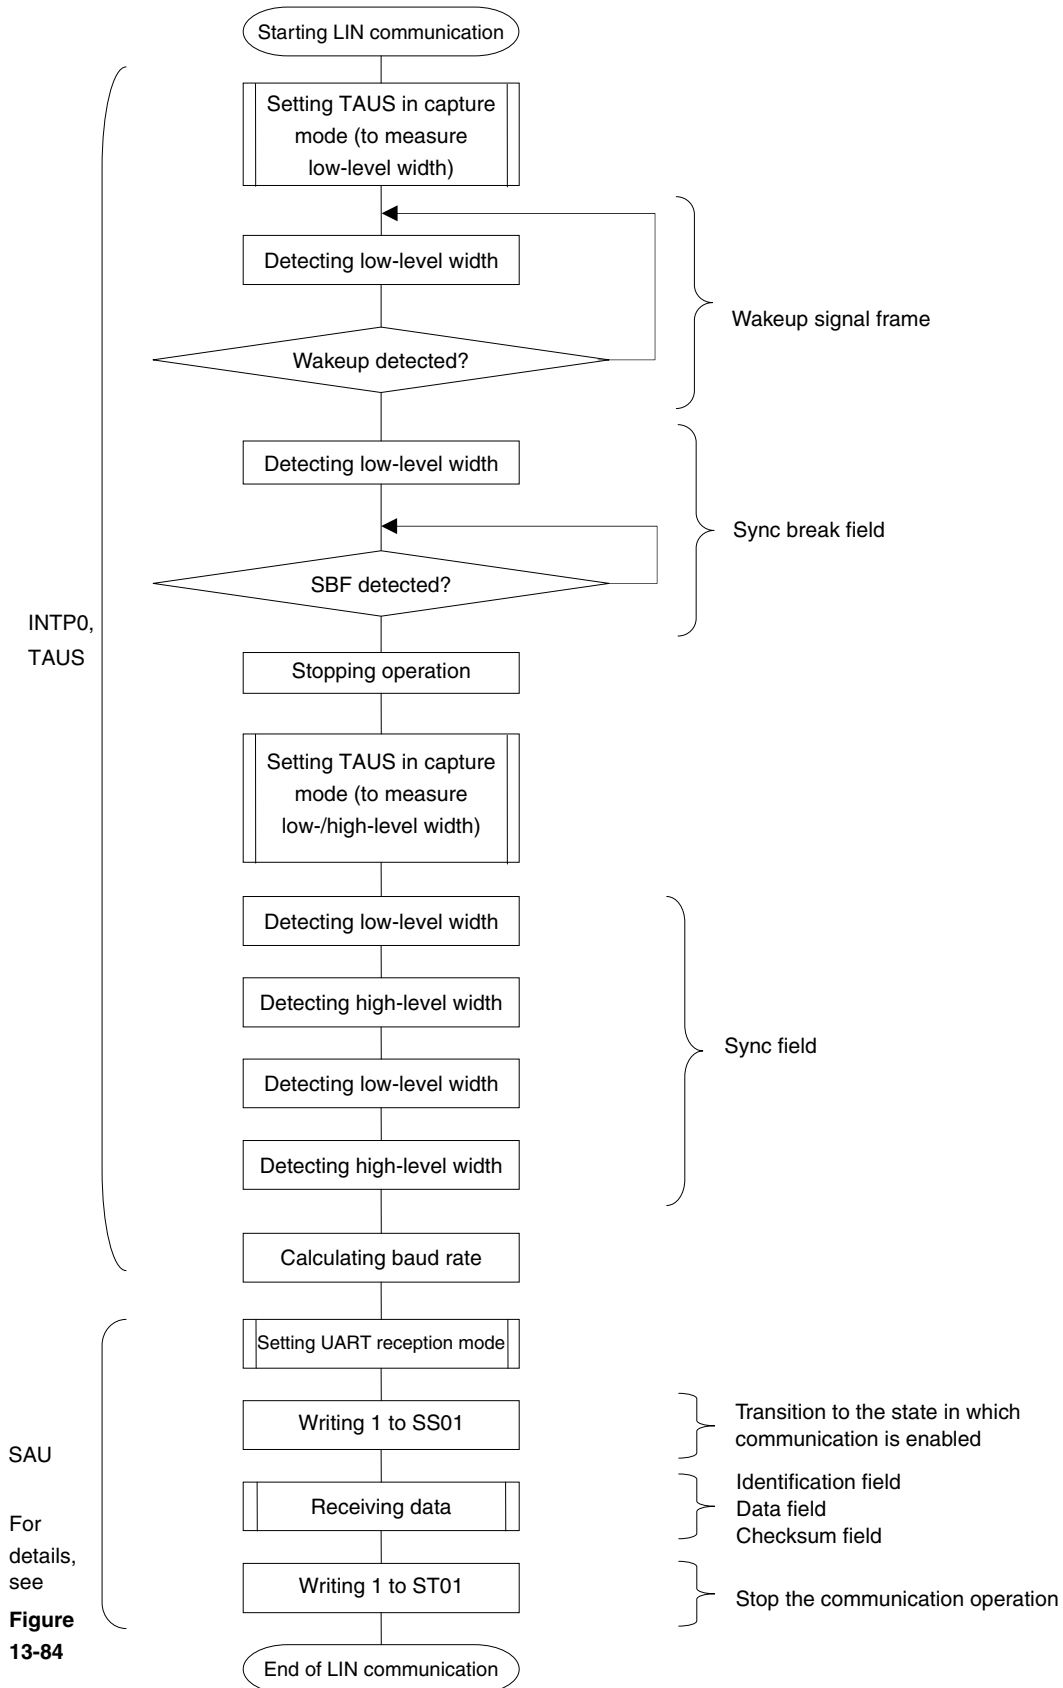 Starting LIN communication
Setting TAUS in capture
mode (to measure
low-level width)
Detecting low-level width
Wakeup detected?
Wakeup signal frame
Detecting low-level width
SBF detected?
Sync break field
INTP0,
TAUS
Stopping operation
Setting TAUS in capture
mode (to measure
low-/high-level width)
Detecting low-level width
Detecting high-level width
Detecting low-level width
Detecting high-level width
Sync field
Calculating baud rate
Setting UART reception mode
Writing 1 to SS01
Transition to the state in which
communication is enabled
Receiving data
Identification field
Data field
Checksum field
Writing 1 to ST01
Stop the communication operation
SAU
For
details,
see
Figure
13-84
End of LIN communication